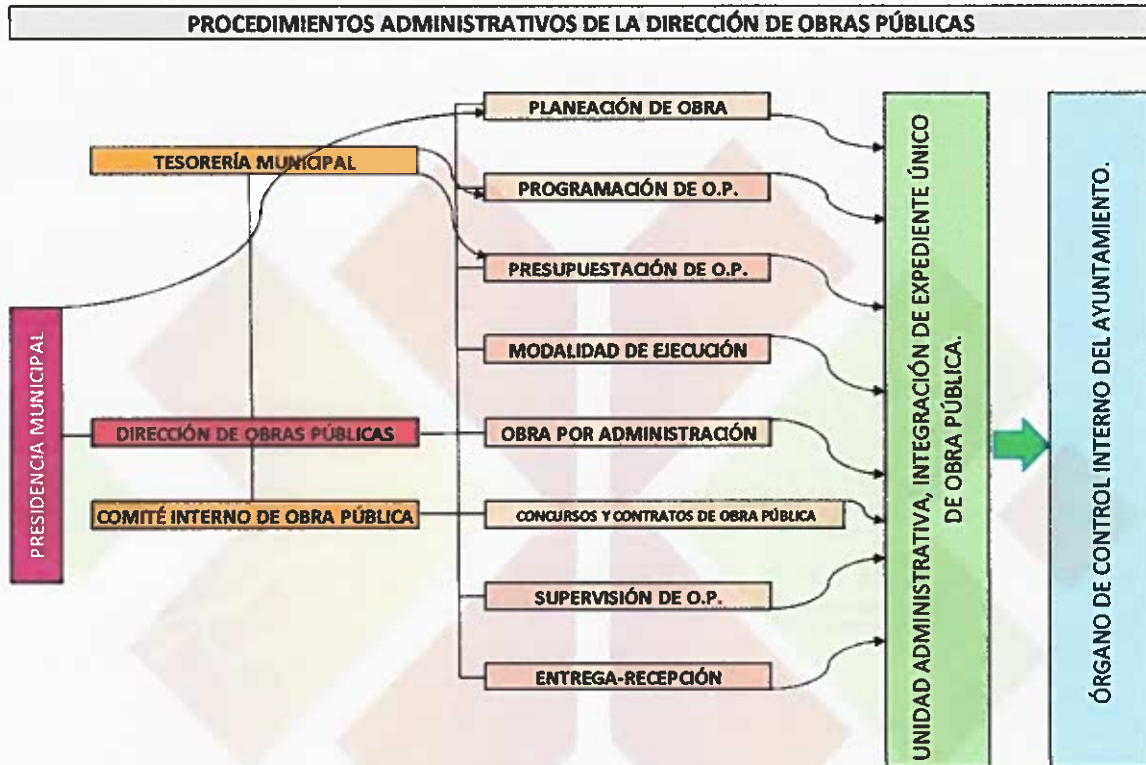 PROCEDIMIENTOS ADMINISTRATIVOS DE LA DIRECCIÓN DE OBRAS PÚBLICAS
PRESIDENCIA MUNICIPAL
TESORERÍA MUNICIPAL
DIRECCIÓN DE OBRAS PÚBLICAS
COMITÉ INTERNO DE OBRA PÚBLICA
PLANEACIÓN DE OBRA
PROGRAMACIÓN DE O.P.
PRESUPUESTACIÓN DE O.P.
MODALIDAD DE EJECUCIÓN
OBRA POR ADMINISTRACIÓN
CONCURSOS Y CONTRATOS DE OBRA PÚBLICA
SUPERVISIÓN DE O.P.
ENTREGA-RECEPCIÓN
UNIDAD ADMINISTRATIVA, INTEGRACIÓN DE EXPEDIENTE ÚNICO
DE OBRA PÚBLICA.
ÓRGANO DE CONTROL INTERNO DEL AYUNTAMIENTO.